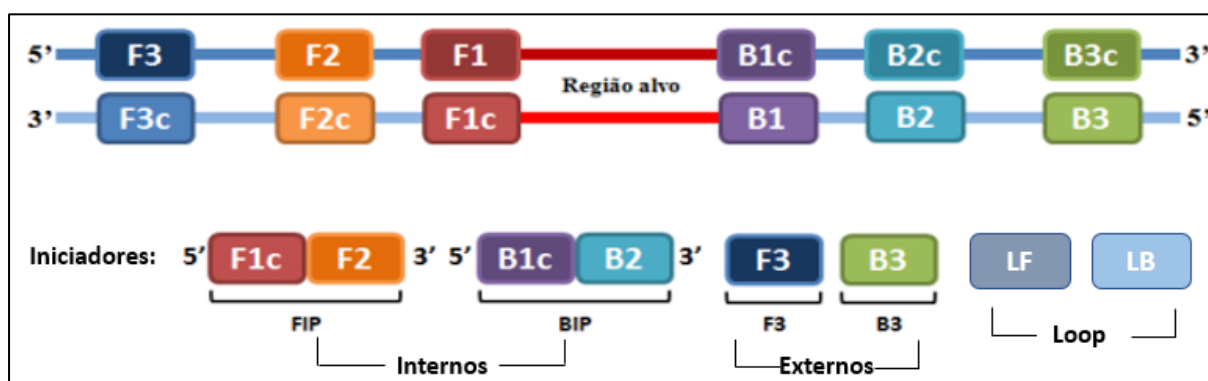 5’ F3 F2 F1 B1c B2c B3c 3’
Região alvo
3’ F3c F2c F1c B1 B2 B3 5’
Iniciadores: 5’ F1c F2 3’ 5’ B1c B2 3’ F3 B3 LF LB
FIP BIP F3 B3
Internos Externos Loop